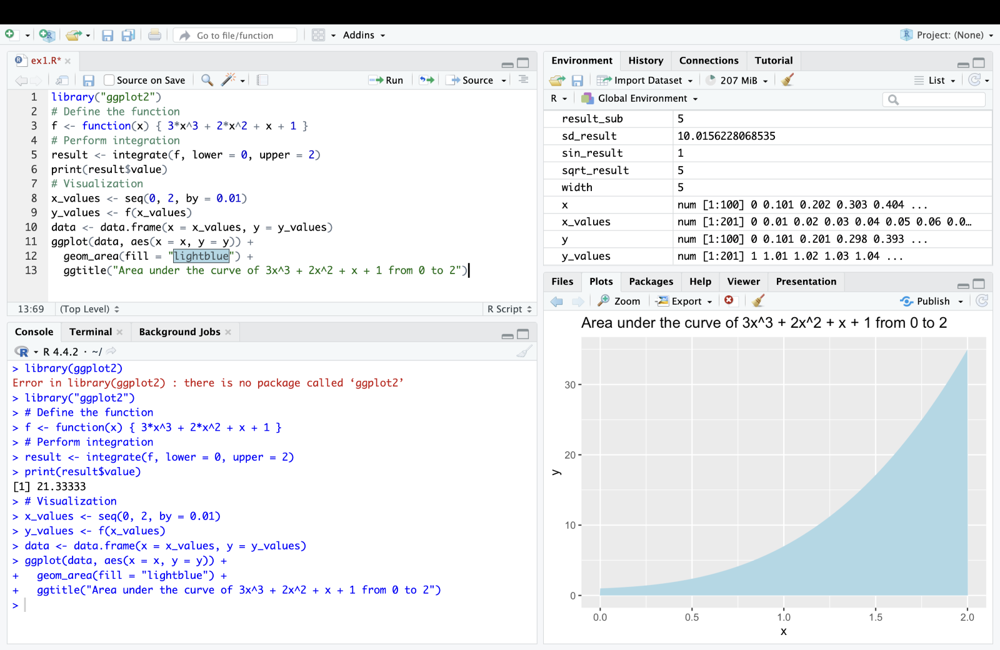 Go to file/function
Addins
Project: (None)
ex1.R*
Source on Save
Run
Source
1 library("ggplot2")
2 # Define the function
3 f <- function(x) { 3*x^3 + 2*x^2 + x + 1 }
4 # Perform integration
5 result <- integrate(f, lower = 0, upper = 2)
6 print(result$value)
7 # Visualization
8 x_values <- seq(0, 2, by = 0.01)
9 y_values <- f(x_values)
10 data <- data.frame(x = x_values, y = y_values)
11 ggplot(data, aes(x = x, y = y)) +
12 geom_area(fill = "lightblue") +
13 ggtitle("Area under the curve of 3x^3 + 2x^2 + x + 1 from 0 to 2")
13:69 (Top Level) R Script
Console Terminal Background Jobs
R 4.4.2 · ~/
> library(ggplot2)
Error in library(ggplot2) : there is no package called ‘ggplot2’
> library("ggplot2")
> # Define the function
> f <- function(x) { 3*x^3 + 2*x^2 + x + 1 }
> # Perform integration
> result <- integrate(f, lower = 0, upper = 2)
> print(result$value)
[1] 21.33333
> # Visualization
> x_values <- seq(0, 2, by = 0.01)
> y_values <- f(x_values)
> data <- data.frame(x = x_values, y = y_values)
> ggplot(data, aes(x = x, y = y)) +
+ geom_area(fill = "lightblue") +
+ ggtitle("Area under the curve of 3x^3 + 2x^2 + x + 1 from 0 to 2")
>
Environment History Connections Tutorial
Import Dataset 207 MiB List
R Global Environment
result_sub 5
sd_result 10.0156228068535
sin_result 1
sqrt_result 5
width 5
x num [1:100] 0 0.101 0.202 0.303 0.404 ...
x_values num [1:201] 0 0.01 0.02 0.03 0.04 0.05 0.06 0.0…
y num [1:100] 0 0.101 0.201 0.298 0.393 ...
y_values num [1:201] 1 1.01 1.02 1.03 1.04 ...
Files Plots Packages Help Viewer Presentation
Zoom Export Publish
Area under the curve of 3x^3 + 2x^2 + x + 1 from 0 to 2
30
20
y
10
0
0.0 0.5 1.0 1.5 2.0
x